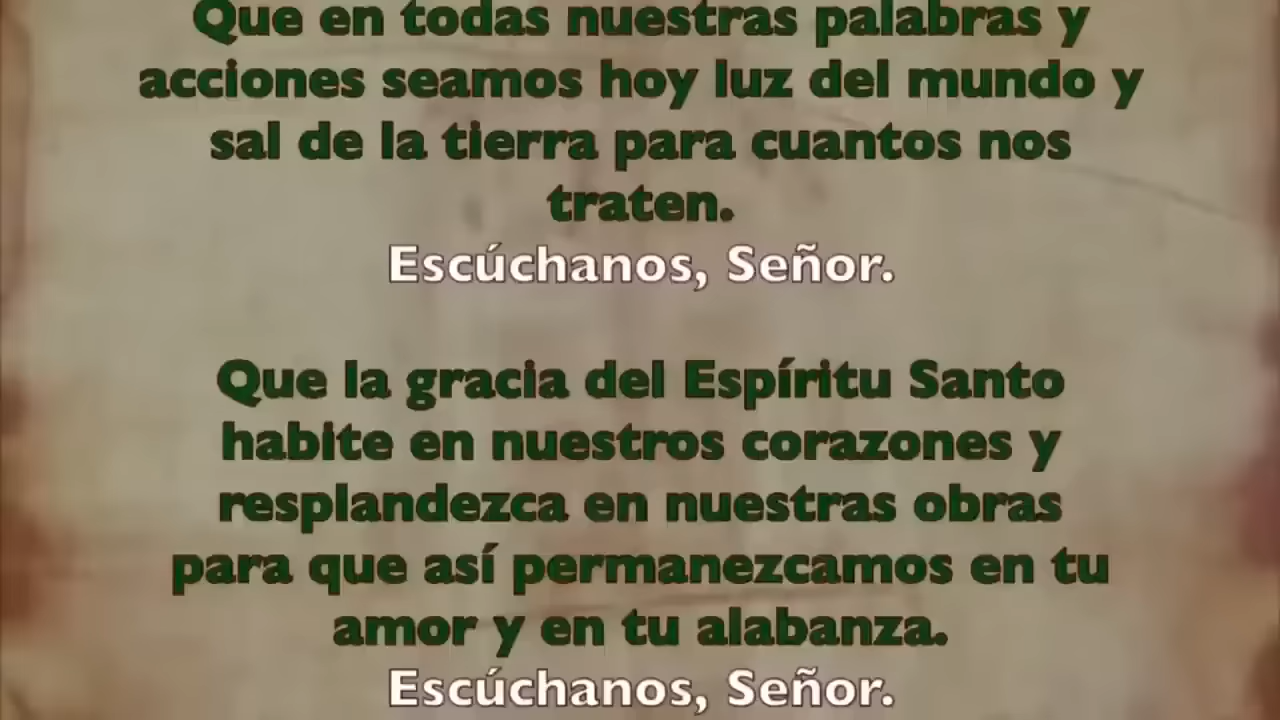 Que en todas nuestras palabras y
acciones seamos hoy luz del mundo y
sal de la tierra para cuantos nos
traten.
Escúchanos, Señor.
Que la gracia del Espíritu Santo
habite en nuestros corazones y
resplandezca en nuestras obras
para que así permanezcamos en tu
amor y en tu alabanza.
Escúchanos, Señor.